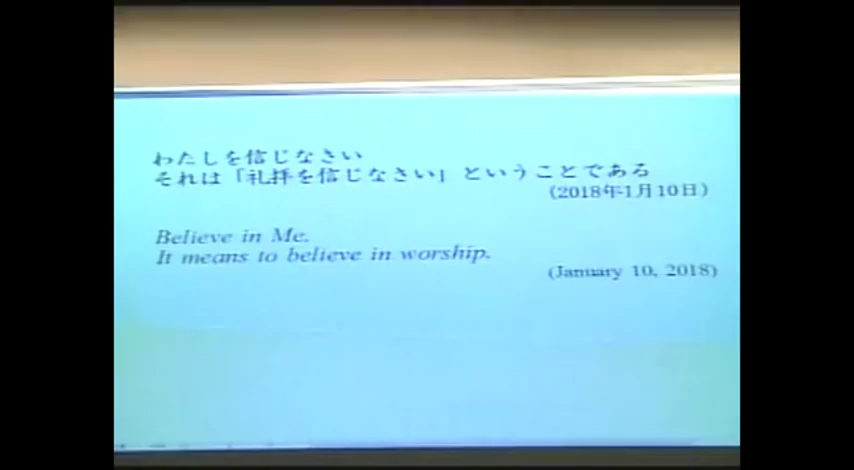 わたしを信じなさい
それは「礼拝を信じなさい」ということである
(2018年1月10日)
Believe in Me.
It means to believe in worship.
(January 10, 2018)